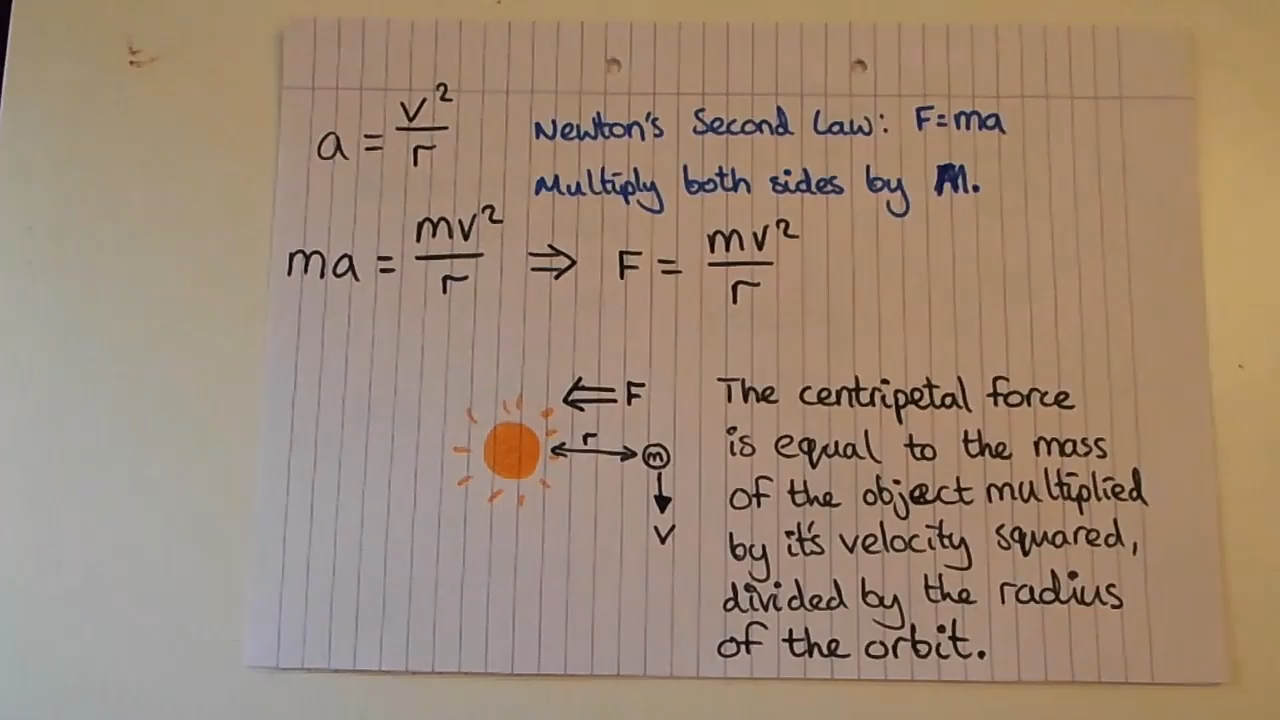 a = v²/r
Newton's Second Law: F=ma
Multiply both sides by M.
ma = mv²/r ⇒ F = mv²/r
⇐ F
r
m
V
The centripetal force
is equal to the mass
of the object multiplied
by it's velocity squared,
divided by the radius
of the orbit.